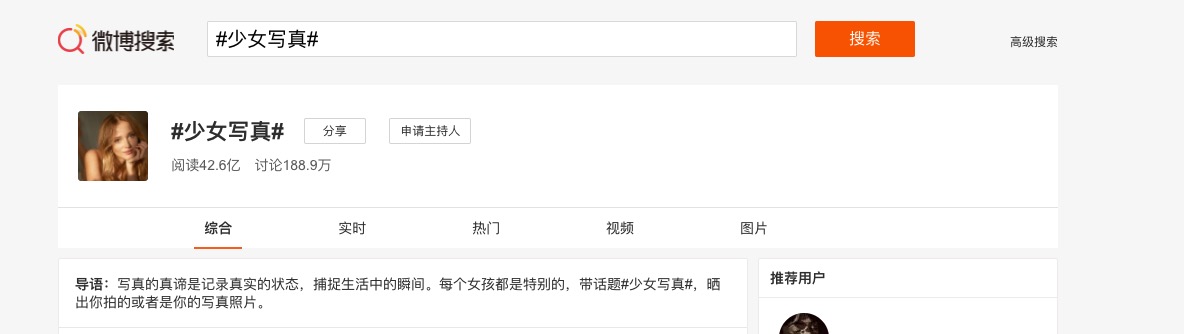 微博搜索
#少女写真#
搜索
高级搜索
#少女写真#
分享
申请主持人
阅读42.6亿 讨论188.9万
综合
实时
热门
视频
图片
导语：写真的真谛是记录真实的状态，捕捉生活中的瞬间。每个女孩都是特别的，带话题#少女写真#，晒
出你拍的或者是你的写真照片。
推荐用户